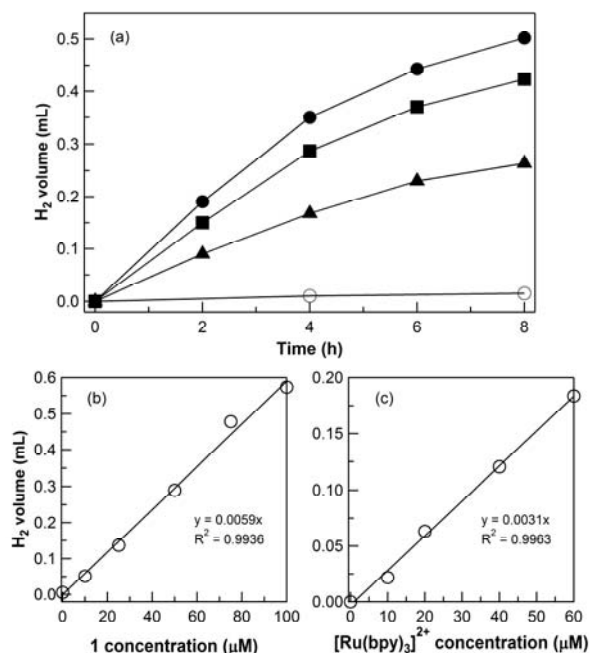 (a)
H₂ volume (mL)
0.5
0.4
0.3
0.2
0.1
0.0
0 2 4 6 8
Time (h)
(b)
H₂ volume (mL)
0.6
0.5
0.4
0.3
0.2
0.1
0.0
y = 0.0059x
R² = 0.9936
0 20 40 60 80 100
1 concentration (μM)
(c)
0.20
0.15
0.10
0.05
0.00
y = 0.0031x
R² = 0.9963
0 10 20 30 40 50 60
[Ru(bpy)₃]²⁺ concentration (μM)